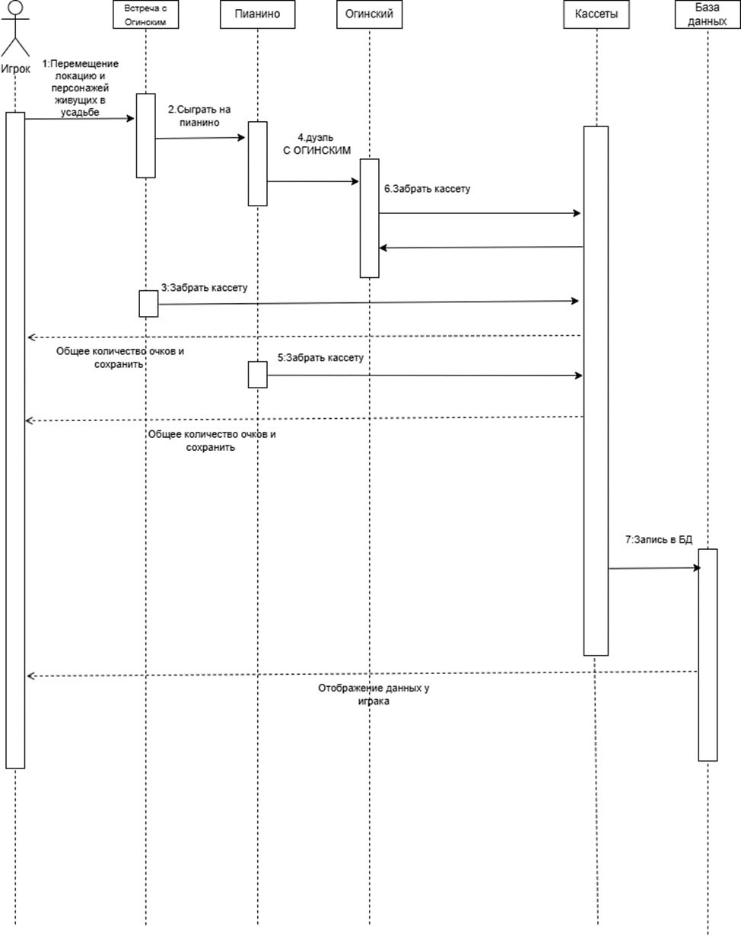 Встреча с
Огинским
Пианино
Огинский
Кассеты
База
данных
Игрок
1:Перемещение
локацию и
персонажей
живущих в
усадьбе
2.Сыграть на
пианино
4.дуэль
С ОГИНСКИМ
6.Забрать кассету
3:Забрать кассету
Общее количество очков и
сохранить
5:Забрать кассету
Общее количество очков и
сохранить
7:Запись в БД
Отображение данных у
играка